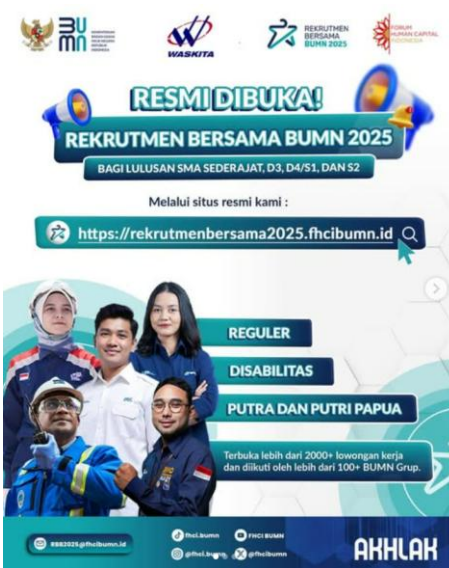 BUMN
WASKITA
REKRUTMEN
BERSAMA
BUMN 2025
FORUM
HUMAN CAPITAL
INDONESIA
RESMI DIBUKA!
REKRUTMEN BERSAMA BUMN 2025
BAGI LULUSAN SMA SEDERAJAT, D3, D4/S1, DAN S2
Melalui situs resmi kami :
https://rekrutmenbersama2025.fhcibumn.id
REGULER
DISABILITAS
PUTRA DAN PUTRI PAPUA
Terbuka lebih dari 2000+ lowongan kerja
dan diikuti oleh lebih dari 100+ BUMN Grup.
RBB2025@fhcibumn.id
fhci.bumn
FHCI BUMN
@fhci.bumn
@fhcibumn
AKHLAK